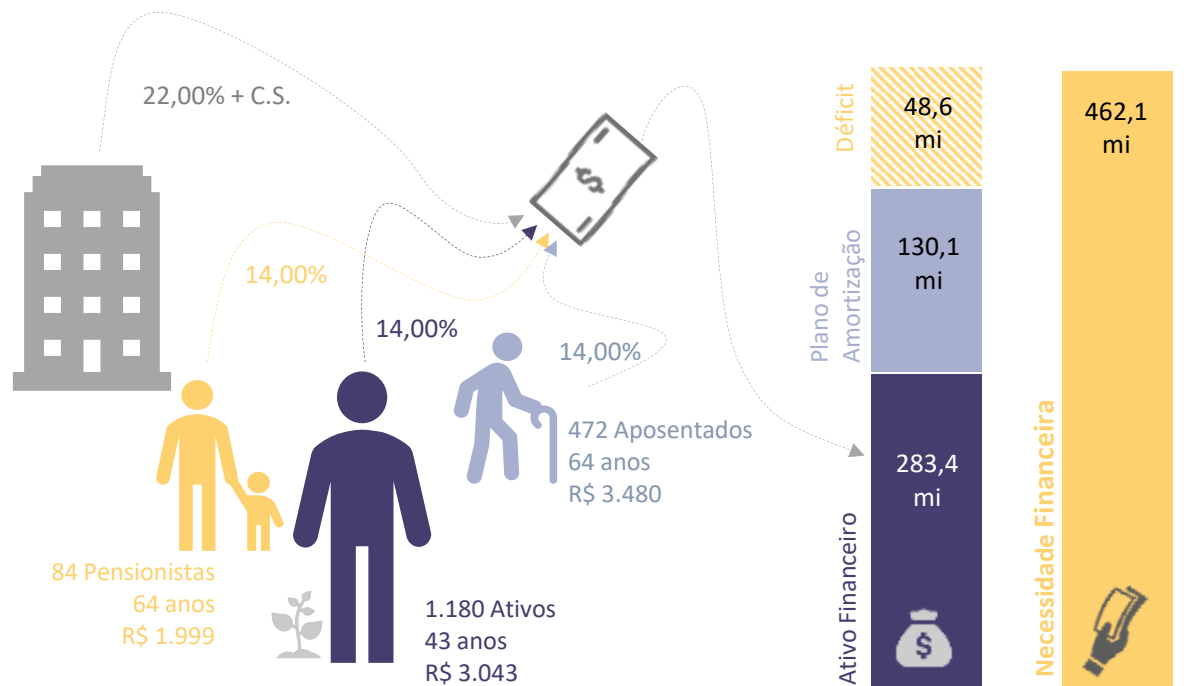 22,00% + C.S.
14,00%
14,00%
14,00%
84 Pensionistas
64 anos
R$ 1.999
1.180 Ativos
43 anos
R$ 3.043
472 Aposentados
64 anos
R$ 3.480
$
Déficit
48,6
mi
Plano de
Amortização
130,1
mi
Ativo Financeiro
283,4
mi
$
Necessidade Financeira
462,1
mi